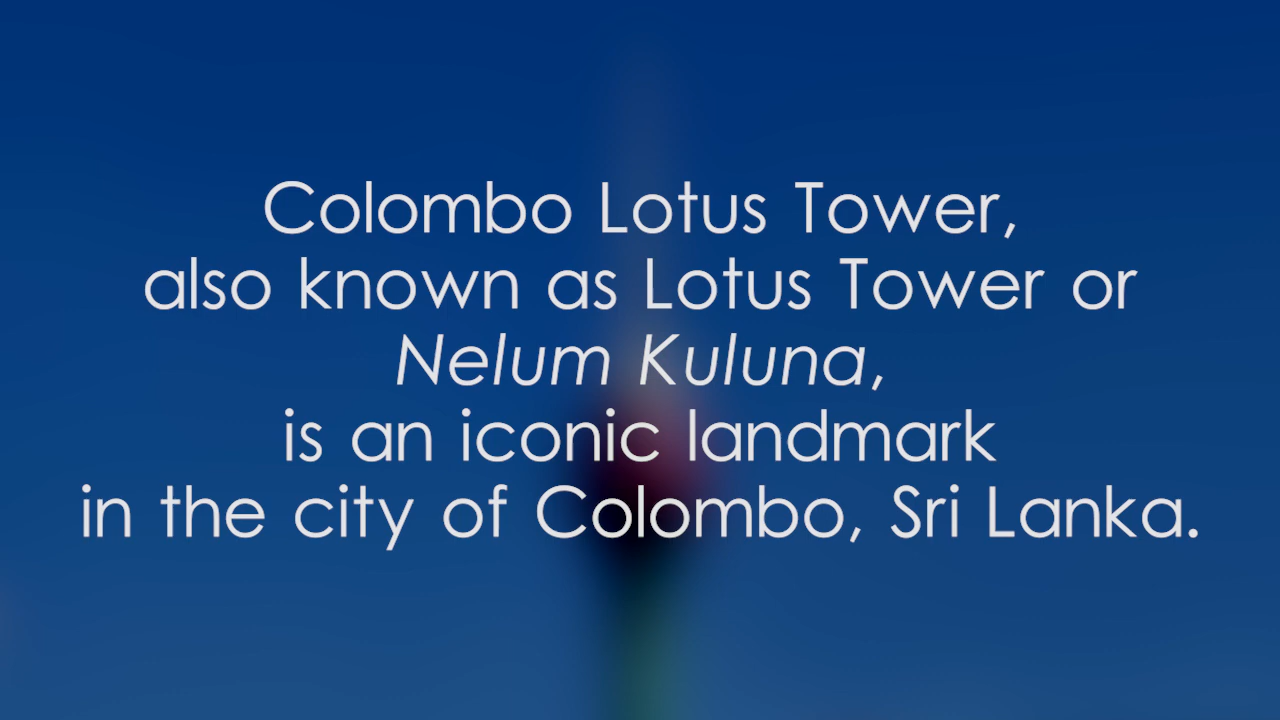 Colombo Lotus Tower,
also known as Lotus Tower or
Nelum Kuluna,
is an iconic landmark
in the city of Colombo, Sri Lanka.